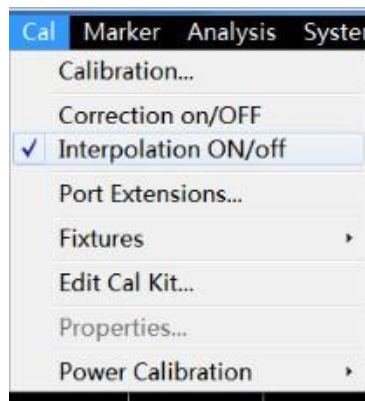 Cal Marker Analysis Syste
Calibration...
Correction on/OFF
✓ Interpolation ON/off
Port Extensions...
Fixtures
Edit Cal Kit...
Properties...
Power Calibration